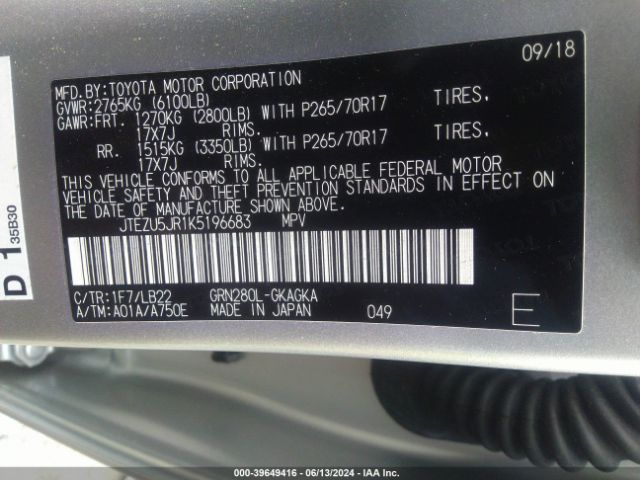 09/18
MFD.BY:TOYOTA MOTOR CORPORATION
GVWR:2765KG (6100LB)
GAWR:FRT. 1270KG (2800LB) WITH P265/70R17 TIRES,
17X7J RIMS.
RR. 1515KG (3350LB) WITH P265/70R17 TIRES,
17X7J RIMS.
THIS VEHICLE CONFORMS TO ALL APPLICABLE FEDERAL MOTOR
VEHICLE SAFETY AND THEFT PREVENTION STANDARDS IN EFFECT ON
THE DATE OF MANUFACTURE SHOWN ABOVE.
JTEZU5JR1K5196683 MPV
C/TR:1F7/LB22 GRN280L-GKAGKA
A/TM:A01A/A750E MADE IN JAPAN 049
E
D 1 35B30
000-39649416 - 06/13/2024 - IAA Inc.